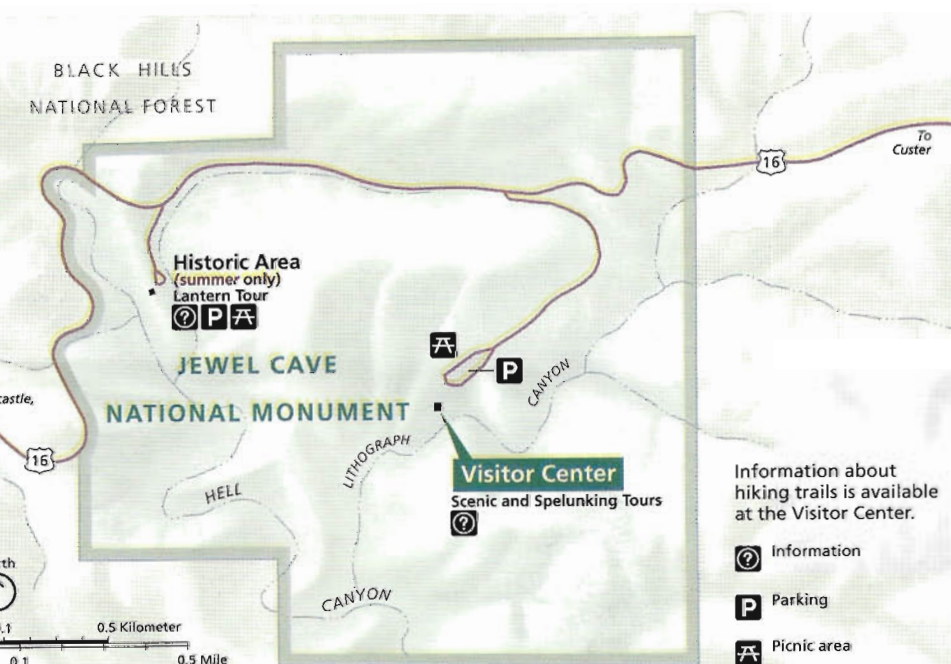 BLACK HILLS
NATIONAL FOREST
To
Custer
16
Historic Area
(summer only)
Lantern Tour
P
JEWEL CAVE
NATIONAL MONUMENT
P
CANYON
LITHOGRAPH
16
Visitor Center
Scenic and Spelunking Tours
HELL
CANYON
Information about
hiking trails is available
at the Visitor Center.
? Information
P Parking
Picnic area
0.5 Kilometer
0.1
0.5 Mile